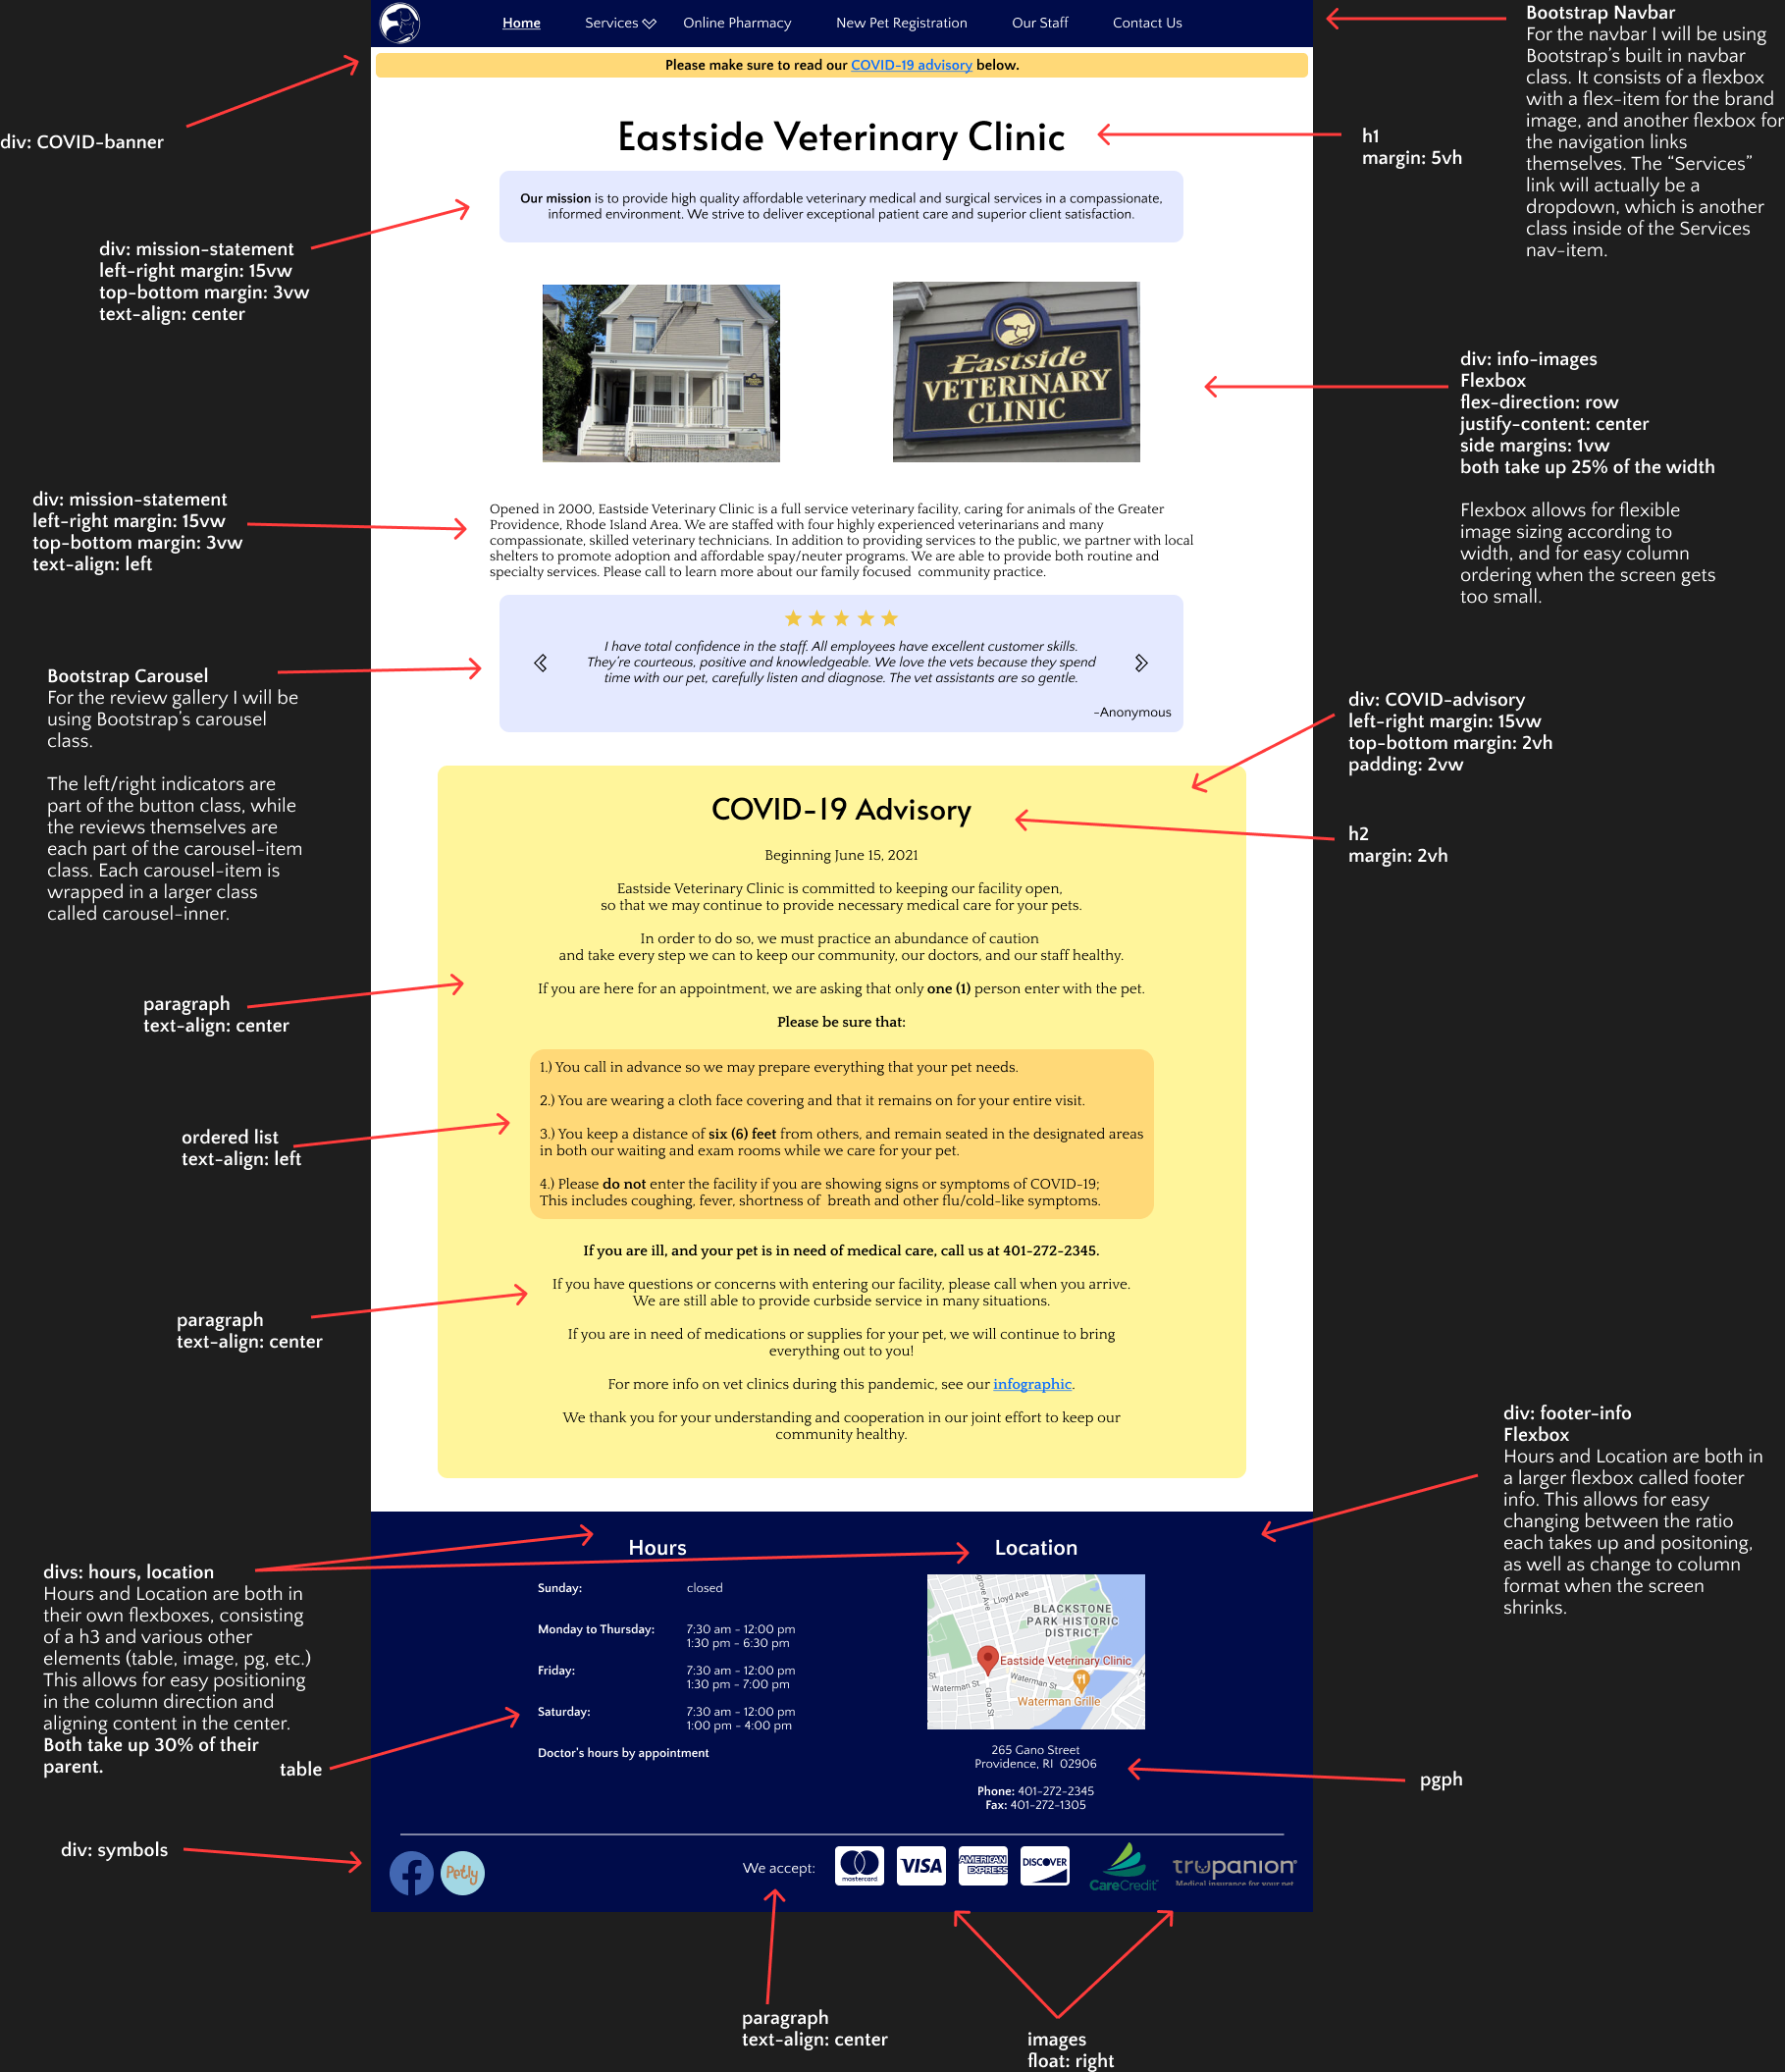 Home
Services
Online Pharmacy
New Pet Registration
Our Staff
Contact Us
Bootstrap Navbar
For the navbar I will be using
Bootstrap's built in navbar
class. It consists of a flexbox
with a flex-item for the brand
image, and another flexbox for
the navigation links
themselves. The “Services”
link will actually be a
dropdown, which is another
class inside of the Services
nav-item.
Please make sure to read our COVID-19 advisory below.
div: COVID-banner
Eastside Veterinary Clinic
h1
margin: 5vh
Our mission is to provide high quality affordable veterinary medical and surgical services in a compassionate,
informed environment. We strive to deliver exceptional patient care and superior client satisfaction.
div: mission-statement
left-right margin: 15vw
top-bottom margin: 3vw
text-align: center
Eastside
VETERINARY
CLINIC
div: info-images
Flexbox
flex-direction: row
justify-content: center
side margins: 1vw
both take up 25% of the width
Flexbox allows for flexible
image sizing according to
width, and for easy column
ordering when the screen gets
too small.
div: mission-statement
left-right margin: 15vw
top-bottom margin: 3vw
text-align: left
Opened in 2000, Eastside Veterinary Clinic is a full service veterinary facility, caring for animals of the Greater
Providence, Rhode Island Area. We are staffed with four highly experienced veterinarians and many
compassionate, skilled veterinary technicians. In addition to providing services to the public, we partner with local
shelters to promote adoption and affordable spay/neuter programs. We are able to provide both routine and
specialty services. Please call to learn more about our family focused  community practice.
Bootstrap Carousel
For the review gallery I will be
using Bootstrap's carousel
class.
The left/right indicators are
part of the button class, while
the reviews themselves are
each part of the carousel-item
class. Each carousel-item is
wrapped in a larger class
called carousel-inner.
I have total confidence in the staff. All employees have excellent customer skills.
They're courteous, positive and knowledgeable. We love the vets because they spend
time with our pet, carefully listen and diagnose. The vet assistants are so gentle.
-Anonymous
div: COVID-advisory
left-right margin: 15vw
top-bottom margin: 2vh
padding: 2vw
COVID-19 Advisory
h2
margin: 2vh
Beginning June 15, 2021
Eastside Veterinary Clinic is committed to keeping our facility open,
so that we may continue to provide necessary medical care for your pets.
In order to do so, we must practice an abundance of caution
and take every step we can to keep our community, our doctors, and our staff healthy.
If you are here for an appointment, we are asking that only one (1) person enter with the pet.
Please be sure that:
paragraph
text-align: center
1.) You call in advance so we may prepare everything that your pet needs.
2.) You are wearing a cloth face covering and that it remains on for your entire visit.
3.) You keep a distance of six (6) feet from others, and remain seated in the designated areas
in both our waiting and exam rooms while we care for your pet.
4.) Please do not enter the facility if you are showing signs or symptoms of COVID-19;
This includes coughing, fever, shortness of  breath and other flu/cold-like symptoms.
ordered list
text-align: left
If you are ill, and your pet is in need of medical care, call us at 401-272-2345.
If you have questions or concerns with entering our facility, please call when you arrive.
We are still able to provide curbside service in many situations.
If you are in need of medications or supplies for your pet, we will continue to bring
everything out to you!
For more info on vet clinics during this pandemic, see our infographic.
We thank you for your understanding and cooperation in our joint effort to keep our
community healthy.
paragraph
text-align: center
div: footer-info
Flexbox
Hours and Location are both in
a larger flexbox called footer
info. This allows for easy
changing between the ratio
each takes up and positoning,
as well as change to column
format when the screen
shrinks.
divs: hours, location
Hours and Location are both in
their own flexboxes, consisting
of a h3 and various other
elements (table, image, pg, etc.)
This allows for easy positioning
in the column direction and
aligning content in the center.
Both take up 30% of their
parent.
table
Hours
Sunday: closed
Monday to Thursday: 7:30 am - 12:00 pm
1:30 pm - 6:30 pm
Friday: 7:30 am - 12:00 pm
1:30 pm - 7:00 pm
Saturday: 7:30 am - 12:00 pm
1:00 pm - 4:00 pm
Doctor's hours by appointment
Location
grove Ave
Lloyd Ave
BLACKSTONE
PARK HISTORIC
DISTRICT
Eastside Veterinary Clinic
St
Waterman St
Waterman St
Gano St
Waterman Grille
265 Gano Street
Providence, RI  02906
Phone: 401-272-2345
Fax: 401-272-1305
pgph
div: symbols
Petly
We accept:
mastercard
VISA
AMERICAN
EXPRESS
DISCOVER
CareCredit
trupanion
Medical insurance for your pet
paragraph
text-align: center
images
float: right